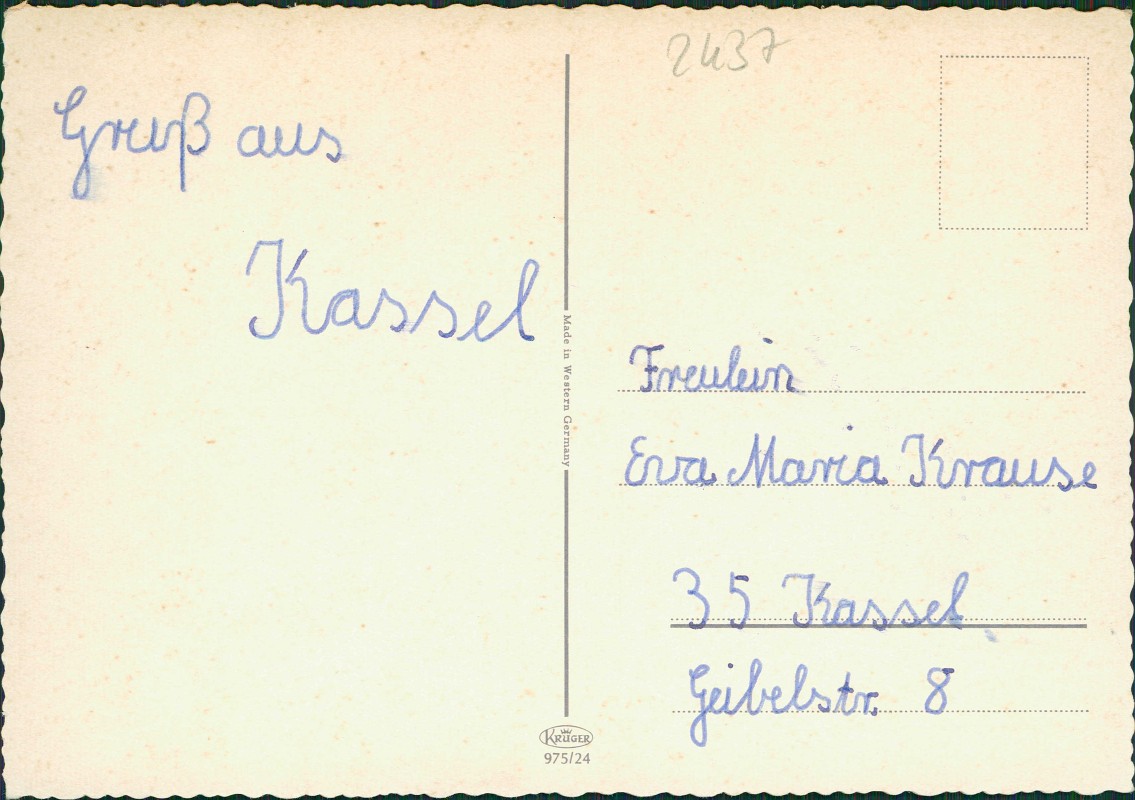 2437
Gruß aus
Kassel
Made in Western Germany
Freulein
Eva Maria Krause
35 Kassel
Geibelstr. 8
KRÜGER
975/24